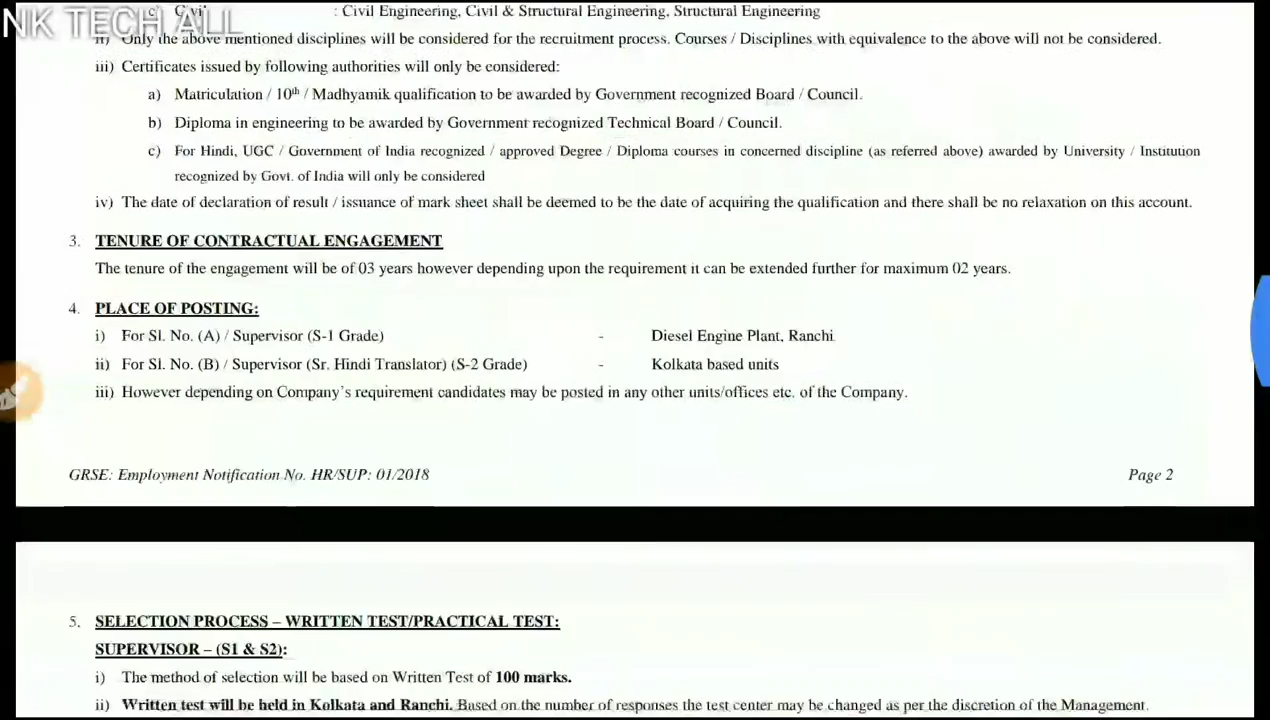 NK TECH ALL
c) Civil : Civil Engineering, Civil & Structural Engineering, Structural Engineering
ii) Only the above mentioned disciplines will be considered for the recruitment process. Courses / Disciplines with equivalence to the above will not be considered.
iii) Certificates issued by following authorities will only be considered:
a) Matriculation / 10th / Madhyamik qualification to be awarded by Government recognized Board / Council.
b) Diploma in engineering to be awarded by Government recognized Technical Board / Council.
c) For Hindi, UGC / Government of India recognized / approved Degree / Diploma courses in concerned discipline (as referred above) awarded by University / Institution
recognized by Govt. of India will only be considered
iv) The date of declaration of result / issuance of mark sheet shall be deemed to be the date of acquiring the qualification and there shall be no relaxation on this account.
3. TENURE OF CONTRACTUAL ENGAGEMENT
The tenure of the engagement will be of 03 years however depending upon the requirement it can be extended further for maximum 02 years.
4. PLACE OF POSTING:
i) For Sl. No. (A) / Supervisor (S-1 Grade) - Diesel Engine Plant, Ranchi
ii) For Sl. No. (B) / Supervisor (Sr. Hindi Translator) (S-2 Grade) - Kolkata based units
iii) However depending on Company's requirement candidates may be posted in any other units/offices etc. of the Company.
GRSE: Employment Notification No. HR/SUP: 01/2018 Page 2
5. SELECTION PROCESS – WRITTEN TEST/PRACTICAL TEST:
SUPERVISOR – (S1 & S2):
i) The method of selection will be based on Written Test of 100 marks.
ii) Written test will be held in Kolkata and Ranchi. Based on the number of responses the test center may be changed as per the discretion of the Management.